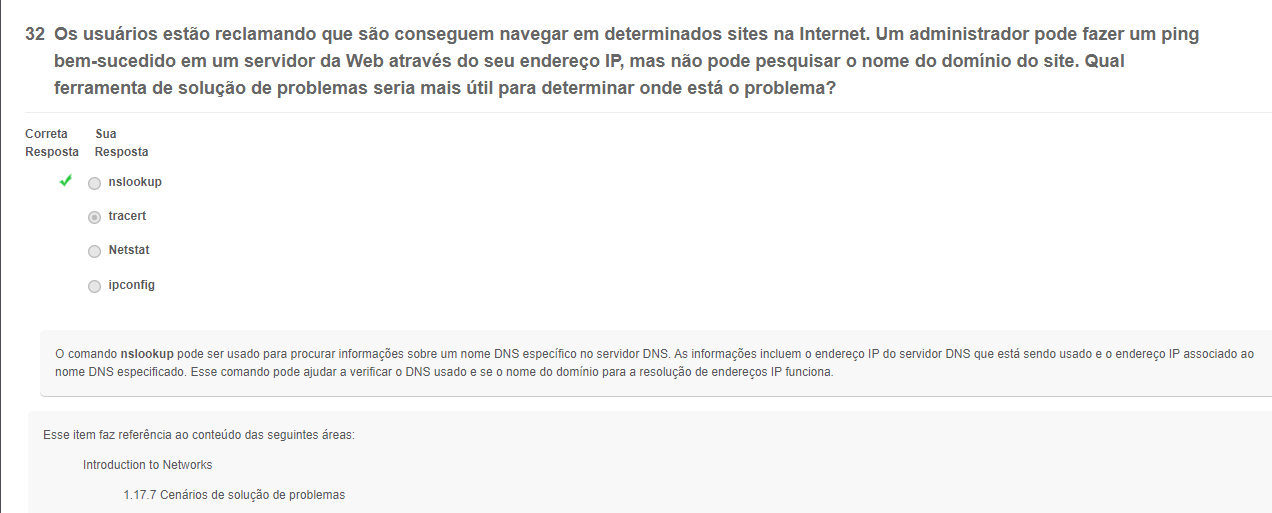 32 Os usuários estão reclamando que são conseguem navegar em determinados sites na Internet. Um administrador pode fazer um ping
bem-sucedido em um servidor da Web através do seu endereço IP, mas não pode pesquisar o nome do domínio do site. Qual
ferramenta de solução de problemas seria mais útil para determinar onde está o problema?
Correta Sua
Resposta Resposta
nslookup
tracert
Netstat
ipconfig
O comando nslookup pode ser usado para procurar informações sobre um nome DNS específico no servidor DNS. As informações incluem o endereço IP do servidor DNS que está sendo usado e o endereço IP associado ao
nome DNS especificado. Esse comando pode ajudar a verificar o DNS usado e se o nome do domínio para a resolução de endereços IP funciona.
Esse item faz referência ao conteúdo das seguintes áreas:
Introduction to Networks
1.17.7 Cenários de solução de problemas